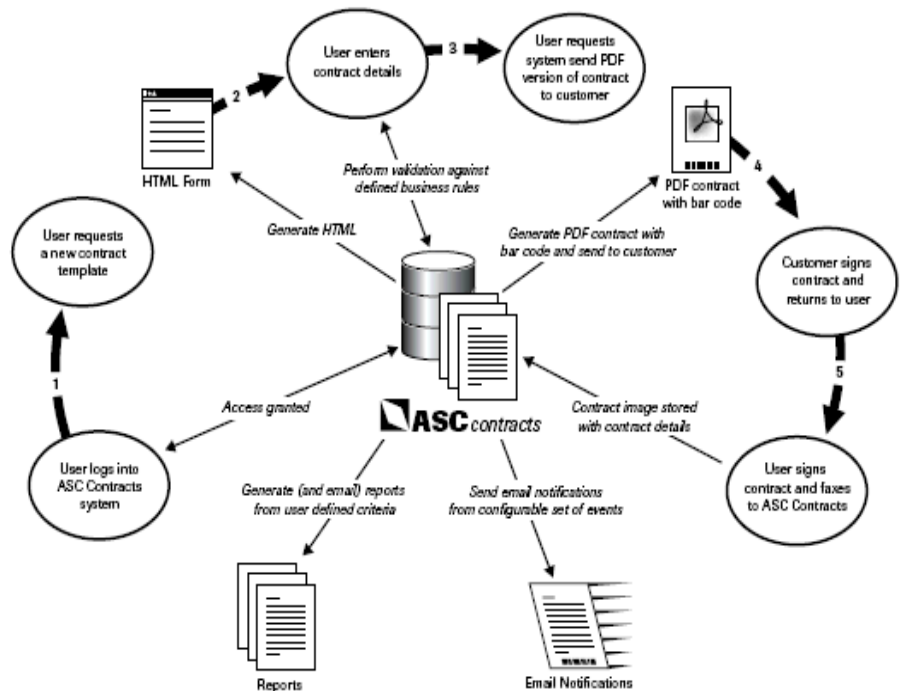 User enters
contract details
3
User requests
system send PDF
version of contract
to customer
2
HTML Form
Perform validation against
defined business rules
4
PDF contract
with bar code
User requests
a new contract
template
Generate HTML
Generate PDF contract with
bar code and send to customer
Customer signs
contract and
returns to user
1
5
Access granted
ASC contracts
Contract image stored
with contract details
User logs into
ASC Contracts
system
User signs
contract and faxes
to ASC Contracts
Generate (and email) reports
from user defined criteria
Send email notifications
from configurable set of events
Reports
Email Notifications